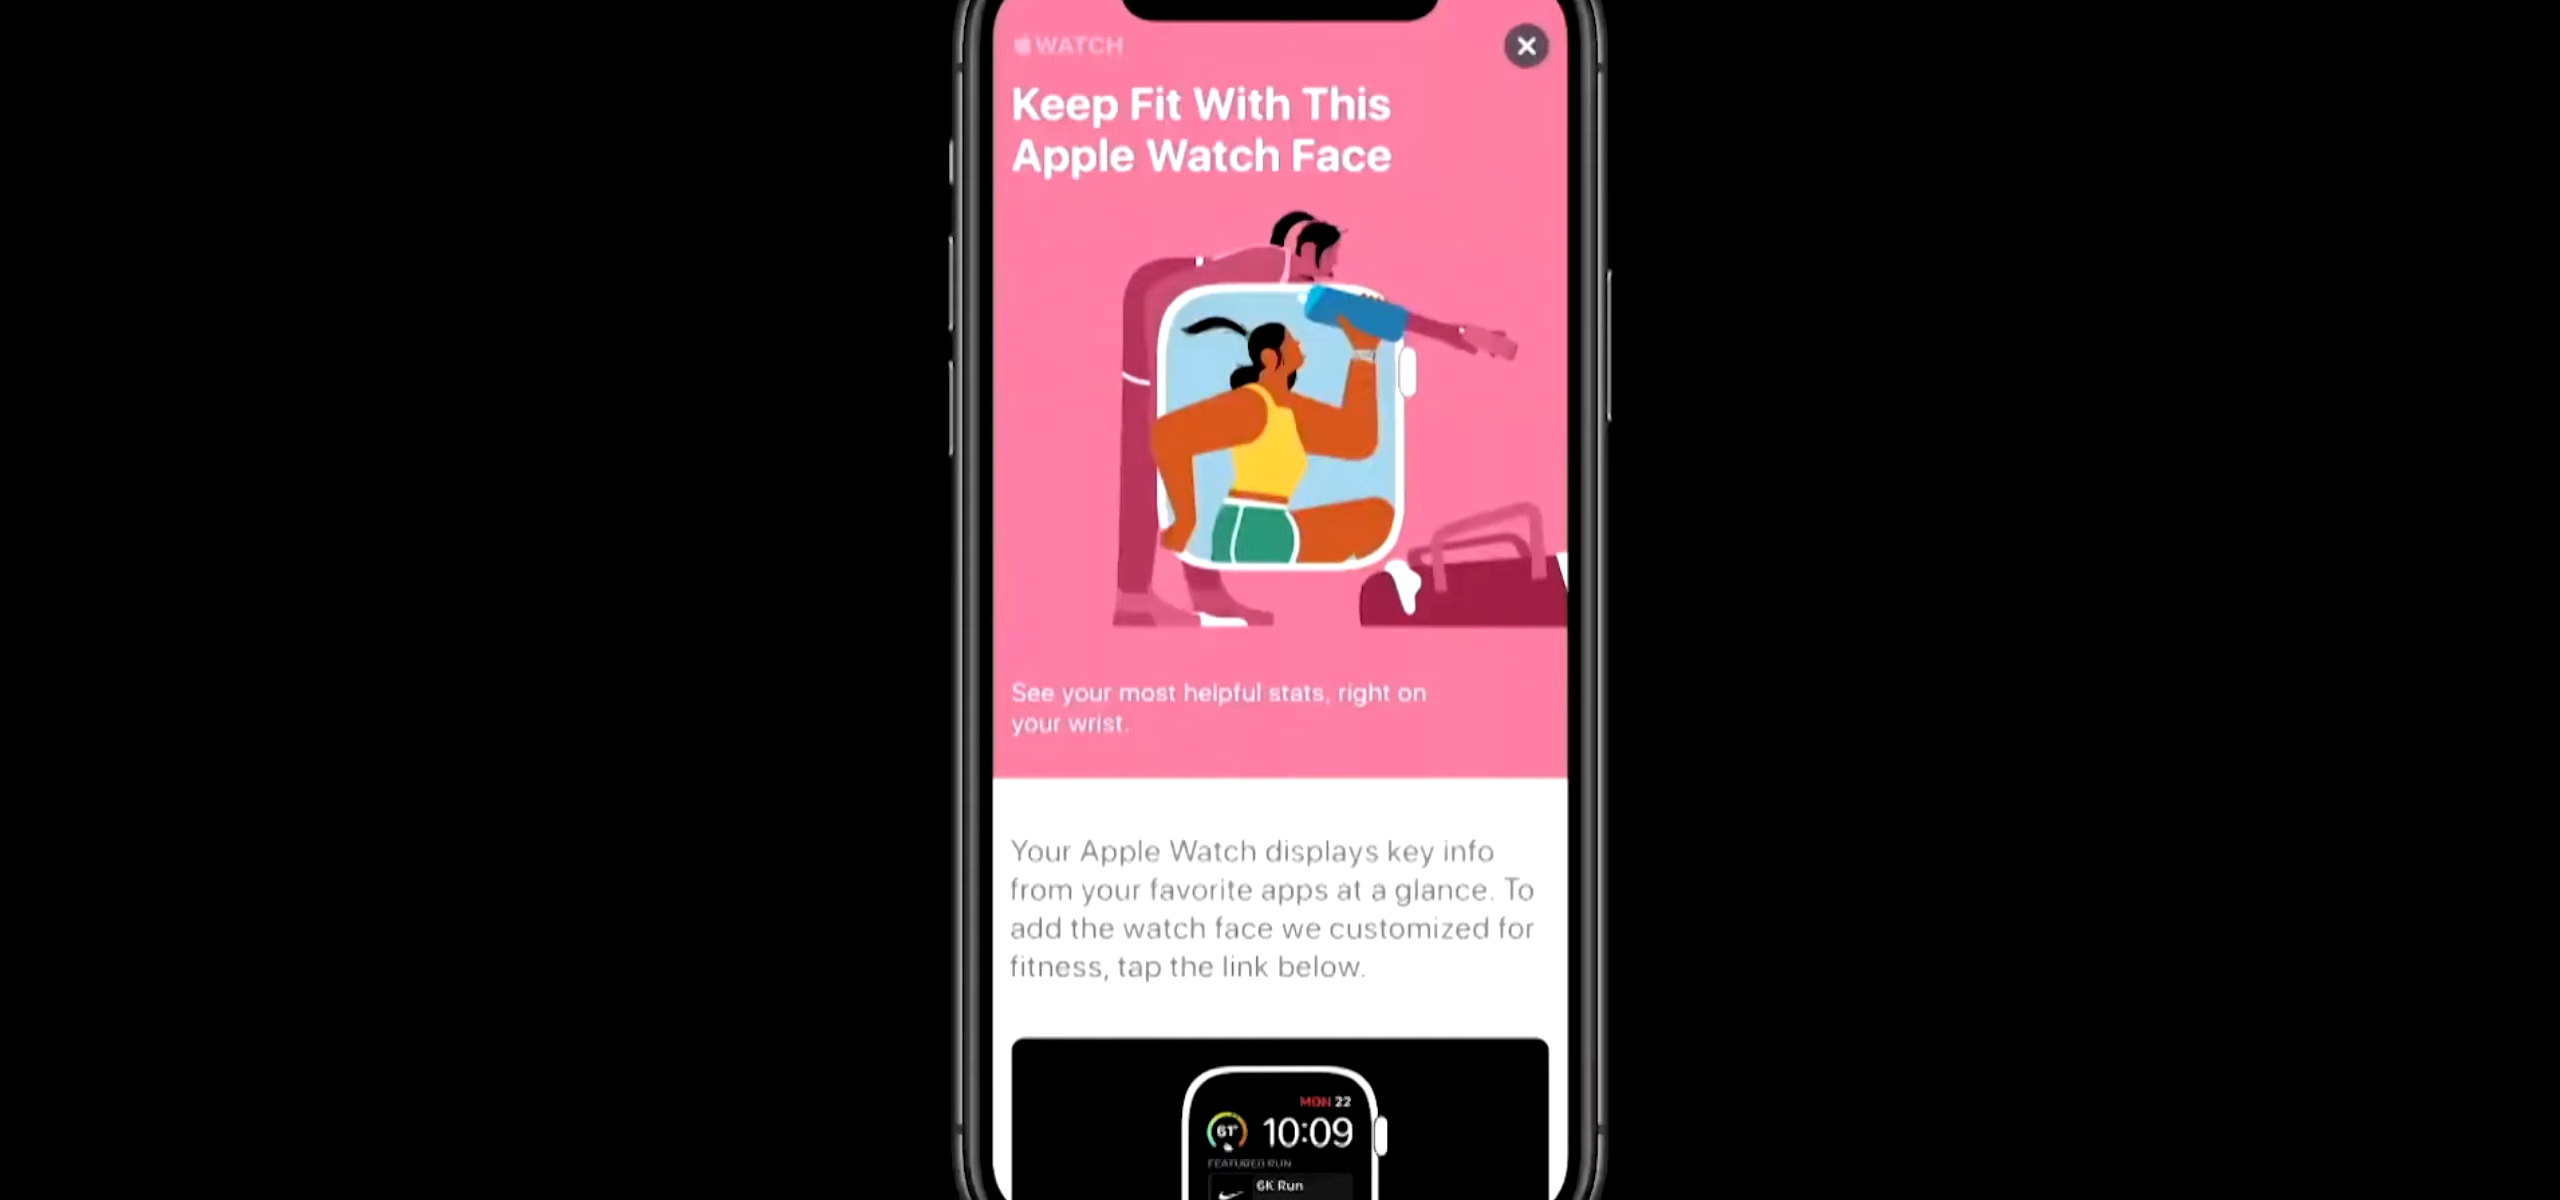 WATCH
Keep Fit With This
Apple Watch Face
See your most helpful stats, right on
your wrist.
Your Apple Watch displays key info
from your favorite apps at a glance. To
add the watch face we customized for
fitness, tap the link below.
MON 22
61° 10:09
FEATURED RUN
6K Run